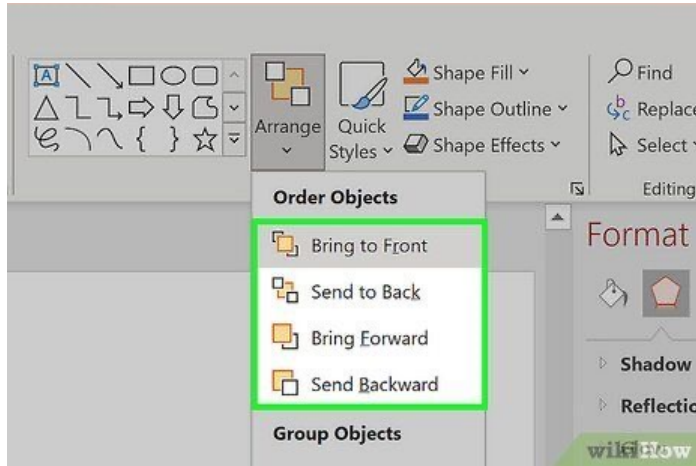 A
Arrange
Quick
Styles
Shape Fill
Shape Outline
Shape Effects
Find
Replace
Select
Editing
Order Objects
Bring to Front
Send to Back
Bring Forward
Send Backward
Group Objects
Format
Shadow
Reflectio
wikiHow